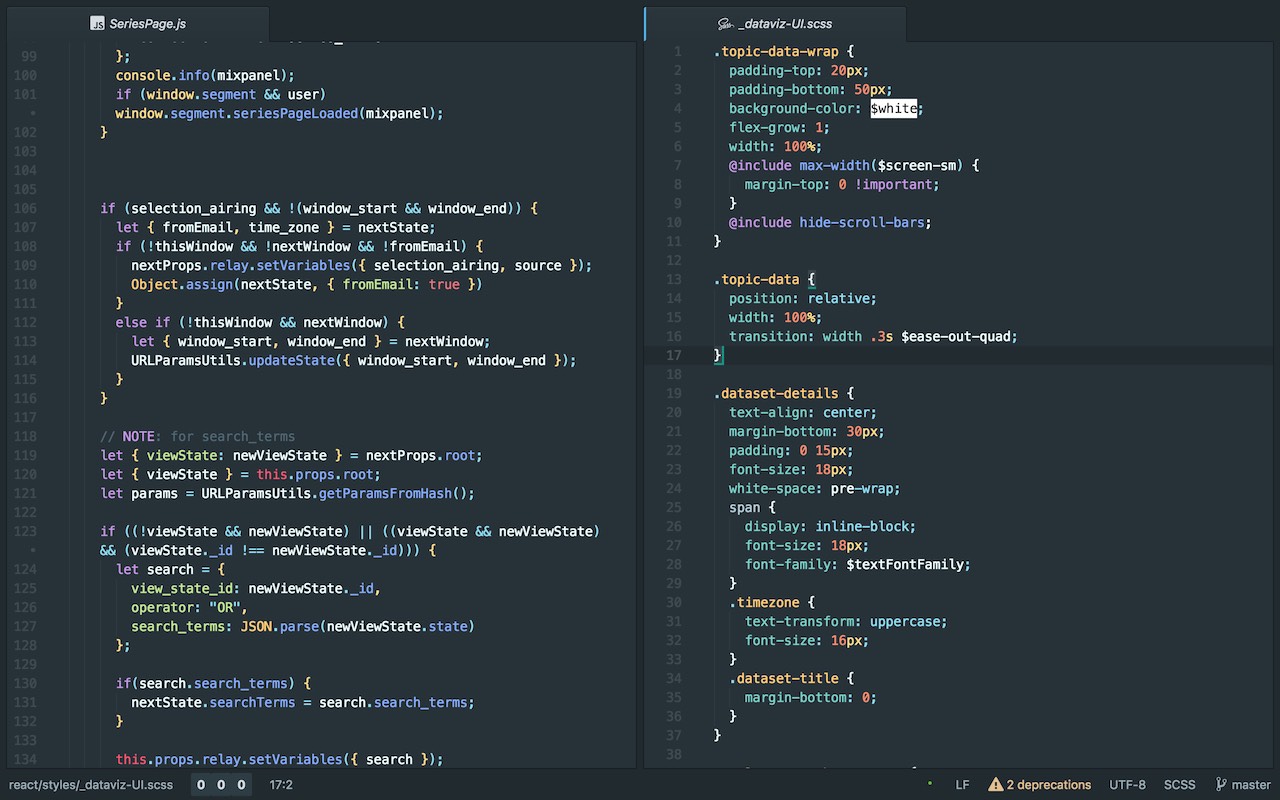 SeriesPage.js
99 };
100 console.info(mixpanel);
101 if (window.segment && user)
• window.segment.seriesPageLoaded(mixpanel);
102 }
103
104
105
106 if (selection_airing && !(window_start && window_end)) {
107 let { fromEmail, time_zone } = nextState;
108 if (!thisWindow && !nextWindow && !fromEmail) {
109 nextProps.relay.setVariables({ selection_airing, source });
110 Object.assign(nextState, { fromEmail: true })
111 }
112 else if (!thisWindow && nextWindow) {
113 let { window_start, window_end } = nextWindow;
114 URLParamsUtils.updateState({ window_start, window_end });
115 }
116 }
117
118 // NOTE: for search_terms
119 let { viewState: newViewState } = nextProps.root;
120 let { viewState } = this.props.root;
121 let params = URLParamsUtils.getParamsFromHash();
122
123 if ((!viewState && newViewState) || ((viewState && newViewState)
• && (viewState._id !== newViewState._id))) {
124 let search = {
125 view_state_id: newViewState._id,
126 operator: "OR",
127 search_terms: JSON.parse(newViewState.state)
128 };
129
130 if(search.search_terms) {
131 nextState.searchTerms = search.search_terms;
132 }
133
134 this.props.relay.setVariables({ search });
_dataviz-UI.scss
1 .topic-data-wrap {
2 padding-top: 20px;
3 padding-bottom: 50px;
4 background-color: $white;
5 flex-grow: 1;
6 width: 100%;
7 @include max-width($screen-sm) {
8 margin-top: 0 !important;
9 }
10 @include hide-scroll-bars;
11 }
12
13 .topic-data {
14 position: relative;
15 width: 100%;
16 transition: width .3s $ease-out-quad;
17 }
18
19 .dataset-details {
20 text-align: center;
21 margin-bottom: 30px;
22 padding: 0 15px;
23 font-size: 18px;
24 white-space: pre-wrap;
25 span {
26 display: inline-block;
27 font-size: 18px;
28 font-family: $textFontFamily;
29 }
30 .timezone {
31 text-transform: uppercase;
32 font-size: 16px;
33 }
34 .dataset-title {
35 margin-bottom: 0;
36 }
37 }
38
react/styles/_dataviz-UI.scss 0 0 0 17:2 LF 2 deprecations UTF-8 SCSS master